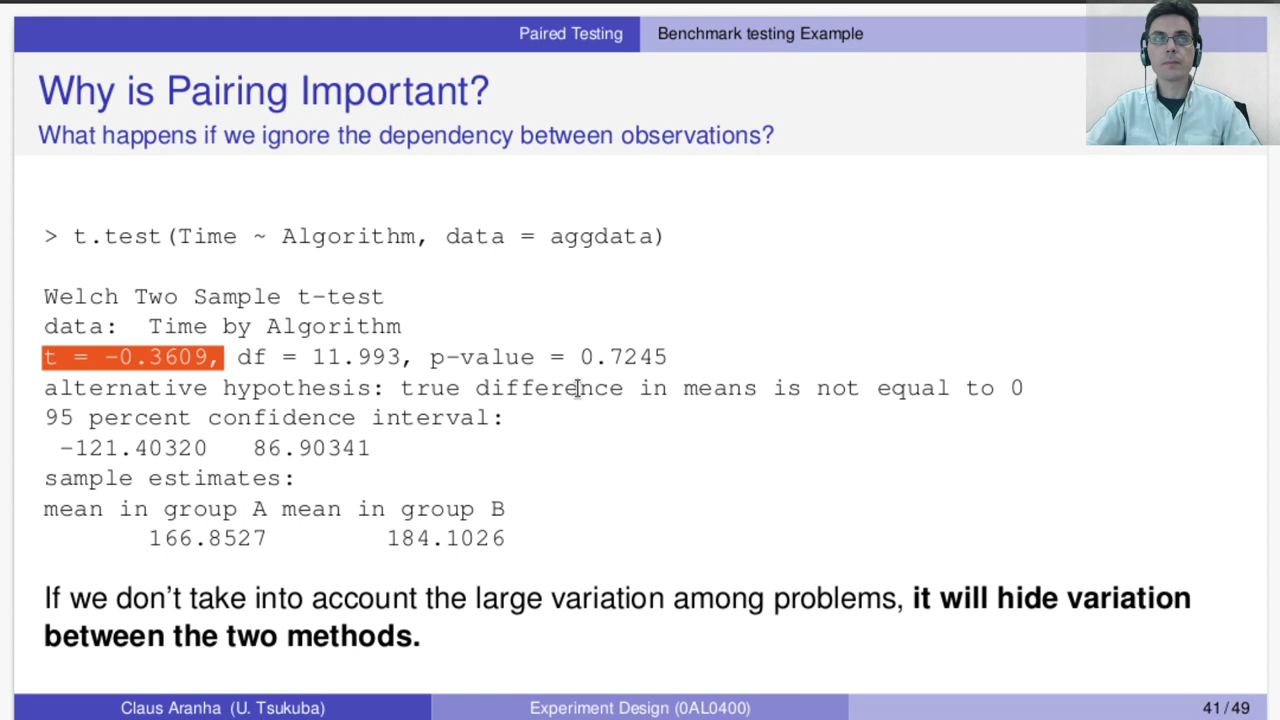 Paired Testing Benchmark testing Example
Why is Pairing Important?
What happens if we ignore the dependency between observations?
> t.test(Time ~ Algorithm, data = aggdata)
Welch Two Sample t-test
data: Time by Algorithm
t = -0.3609, df = 11.993, p-value = 0.7245
alternative hypothesis: true difference in means is not equal to 0
95 percent confidence interval:
-121.40320 86.90341
sample estimates:
mean in group A mean in group B
166.8527 184.1026
If we don't take into account the large variation among problems, it will hide variation
between the two methods.
Claus Aranha (U. Tsukuba) Experiment Design (0AL0400) 41 / 49